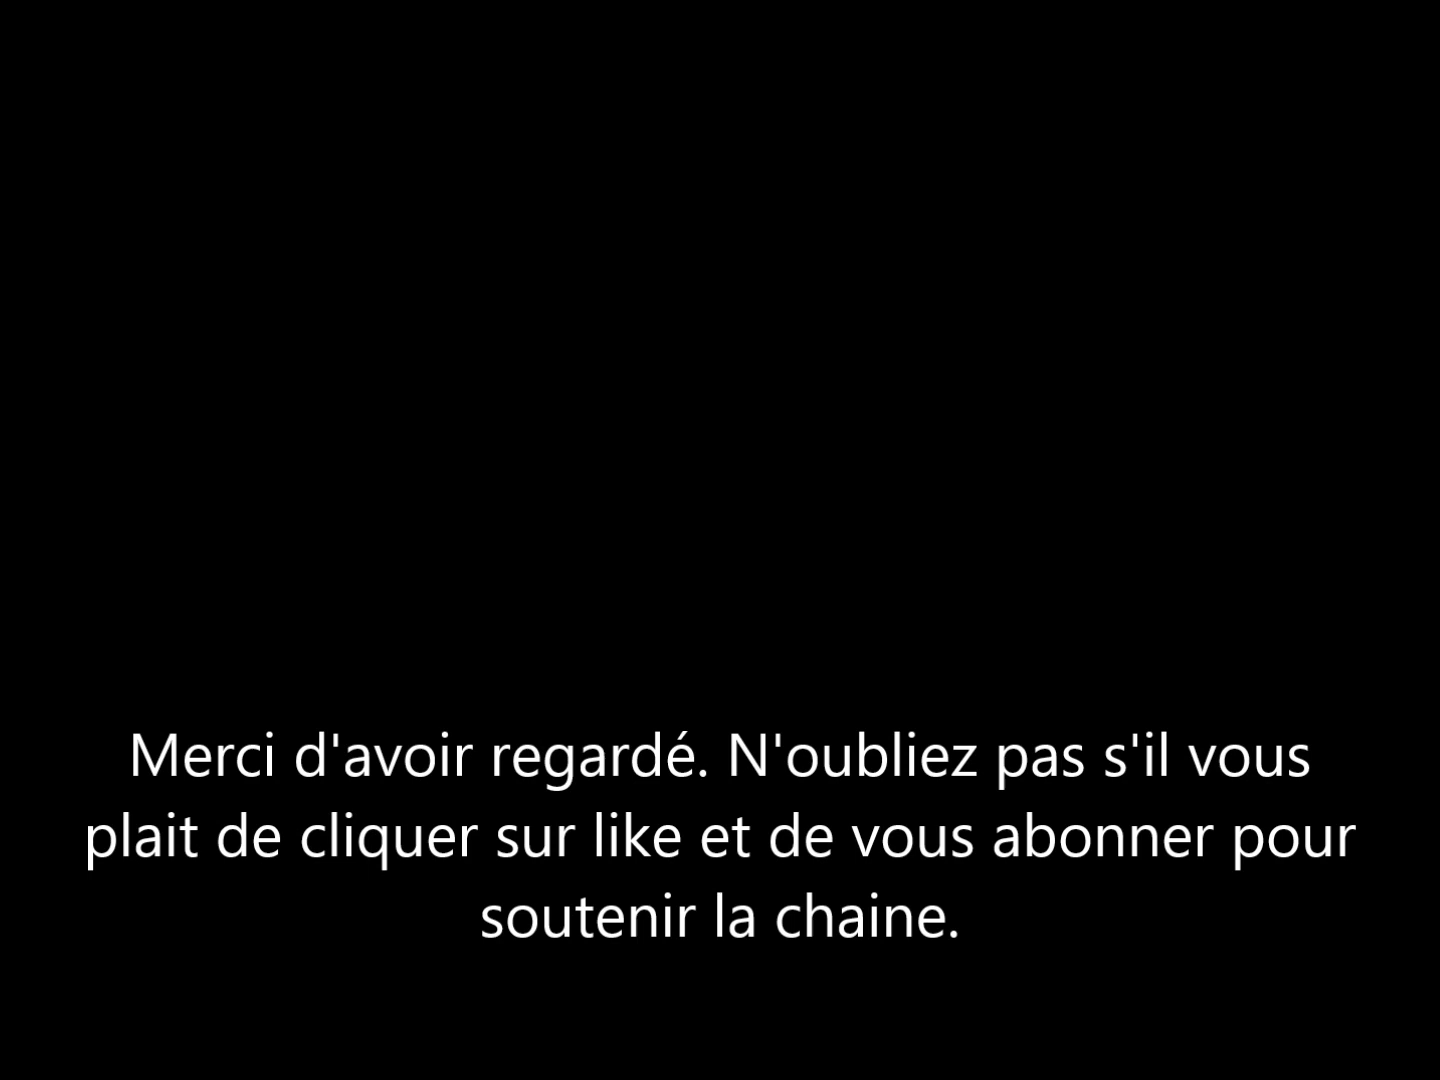 Merci d'avoir regardé. N'oubliez pas s'il vous
plait de cliquer sur like et de vous abonner pour
soutenir la chaine.